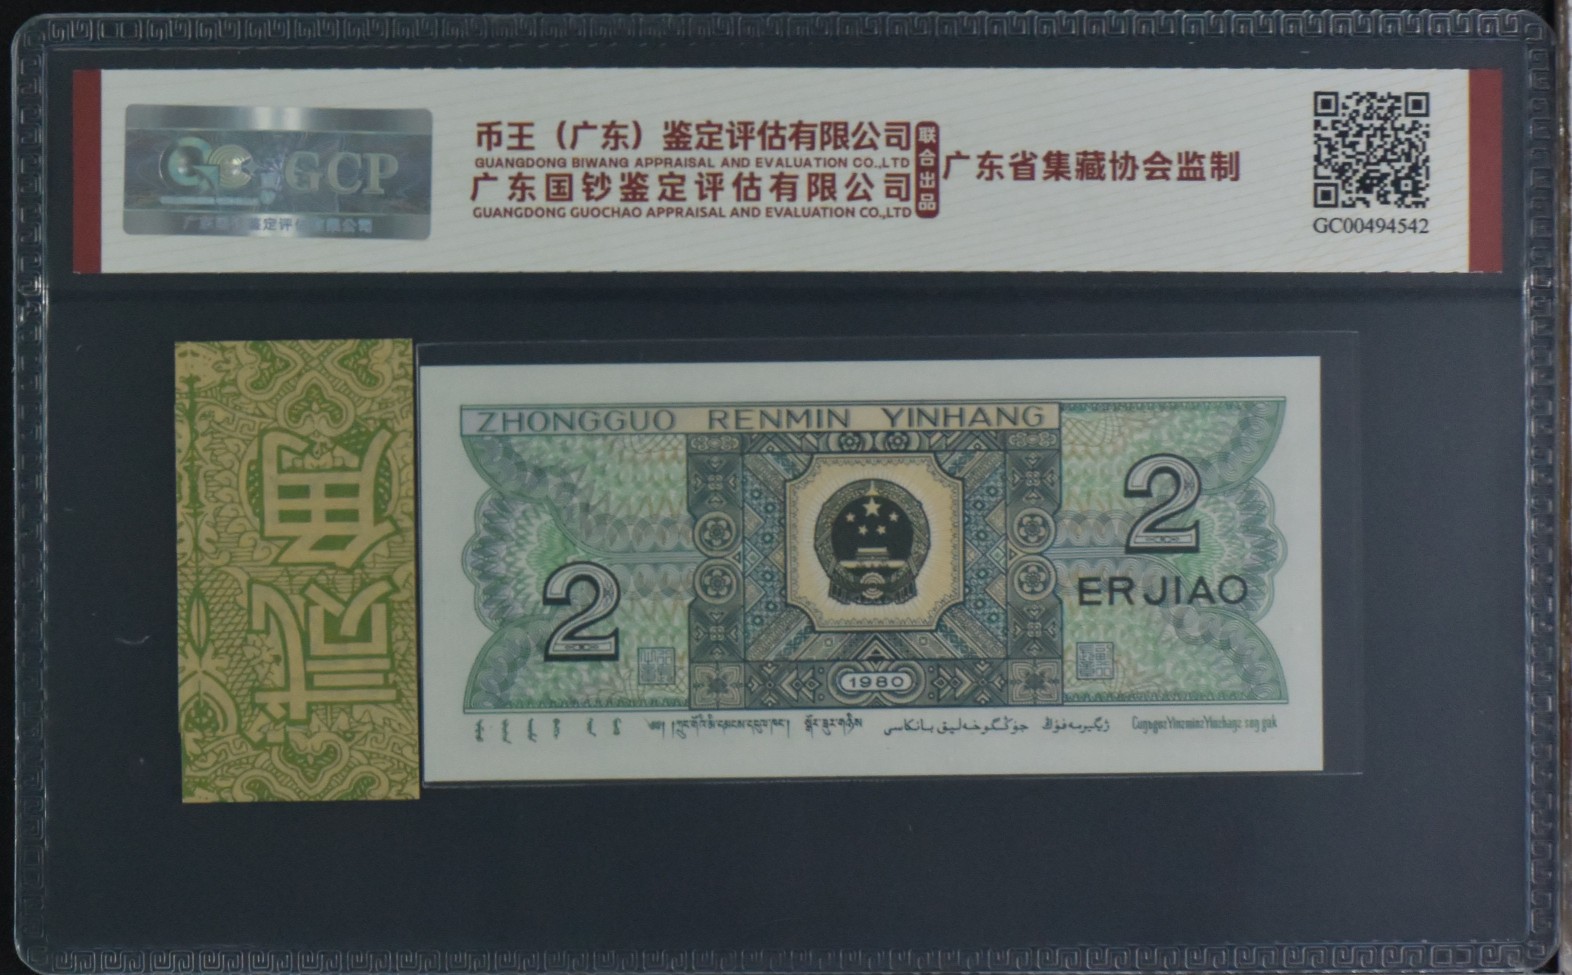 GCP
币王（广东）鉴定评估有限公司
GUANGDONG BIWANG APPRAISAL AND EVALUATION CO.,LTD
广东国钞鉴定评估有限公司
GUANGDONG GUOCHAO APPRAISAL AND EVALUATION CO.,LTD
联合出品
广东省集藏协会监制
GC00494542
ZHONGGUO RENMIN YINHANG
2
2
ERJIAO
1980